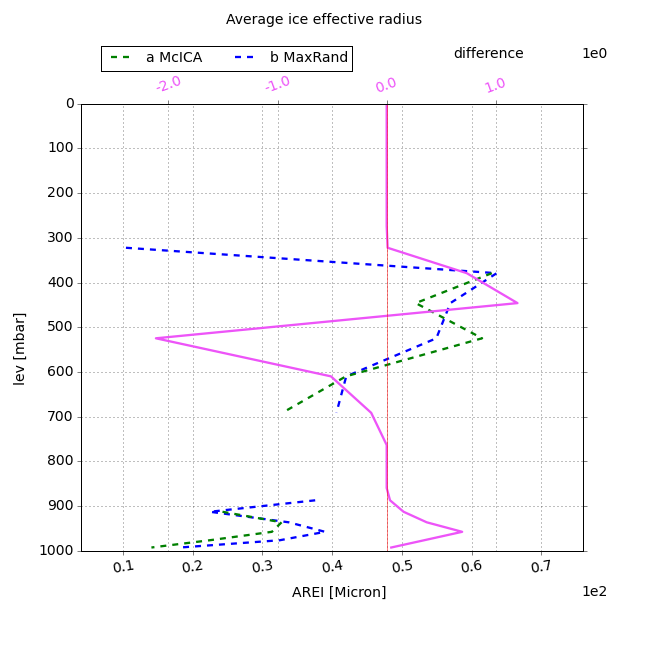 Average ice effective radius
a McICA b MaxRand difference 1e0
-2.0 -1.0 0.0 1.0
0
100
200
300
400
500
600
700
800
900
1000
lev [mbar]
0.1 0.2 0.3 0.4 0.5 0.6 0.7
AREI [Micron] 1e2